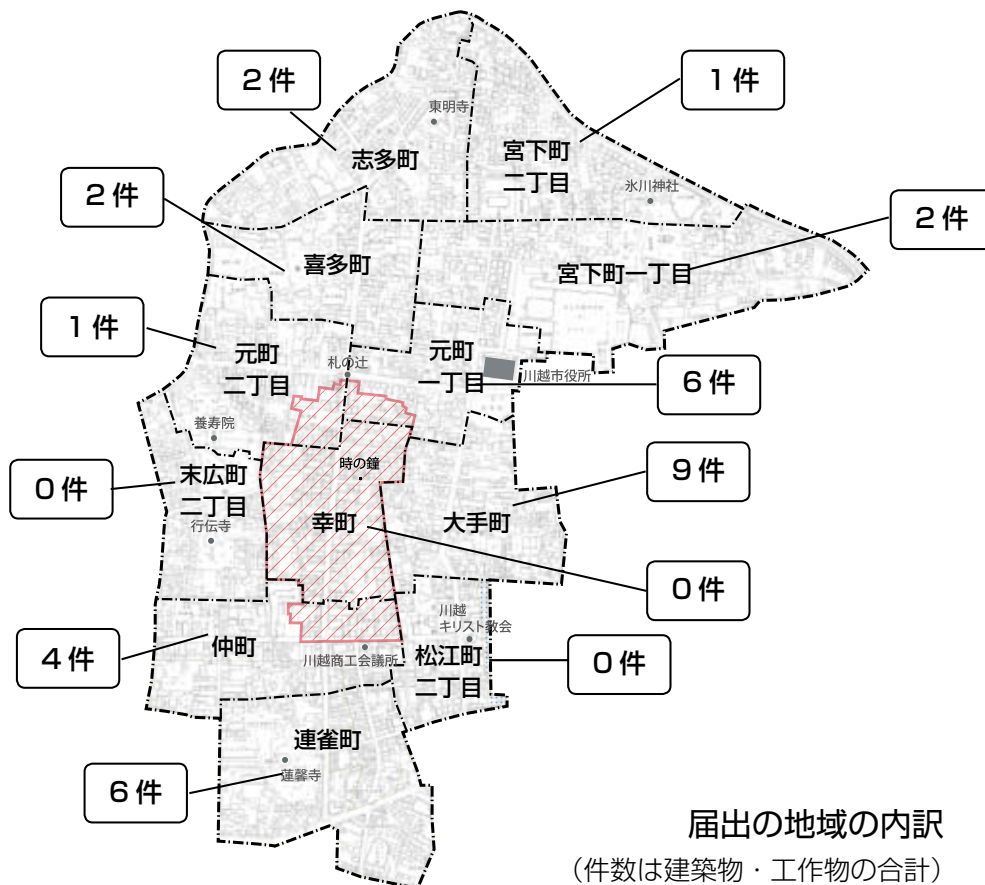 2件
1件
東明寺
志多町
宮下町
二丁目
氷川神社
2件
2件
喜多町
宮下町一丁目
1件
元町
二丁目
札の辻
元町
一丁目
川越市役所
6件
養寿院
時の鐘
末広町
二丁目
0件
9件
行伝寺
幸町
大手町
0件
川越
キリスト教会
4件
仲町
川越商工会議所
松江町
二丁目
0件
連雀町
蓮馨寺
6件
届出の地域の内訳
（件数は建築物・工作物の合計）